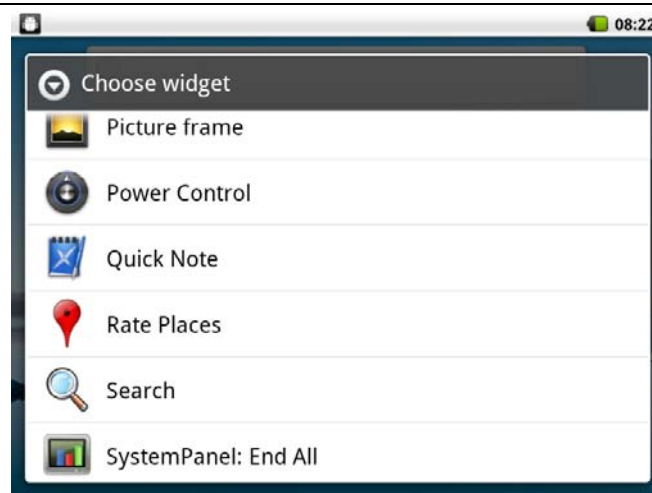 08:22
Choose widget
Picture frame
Power Control
Quick Note
Rate Places
Search
SystemPanel: End All